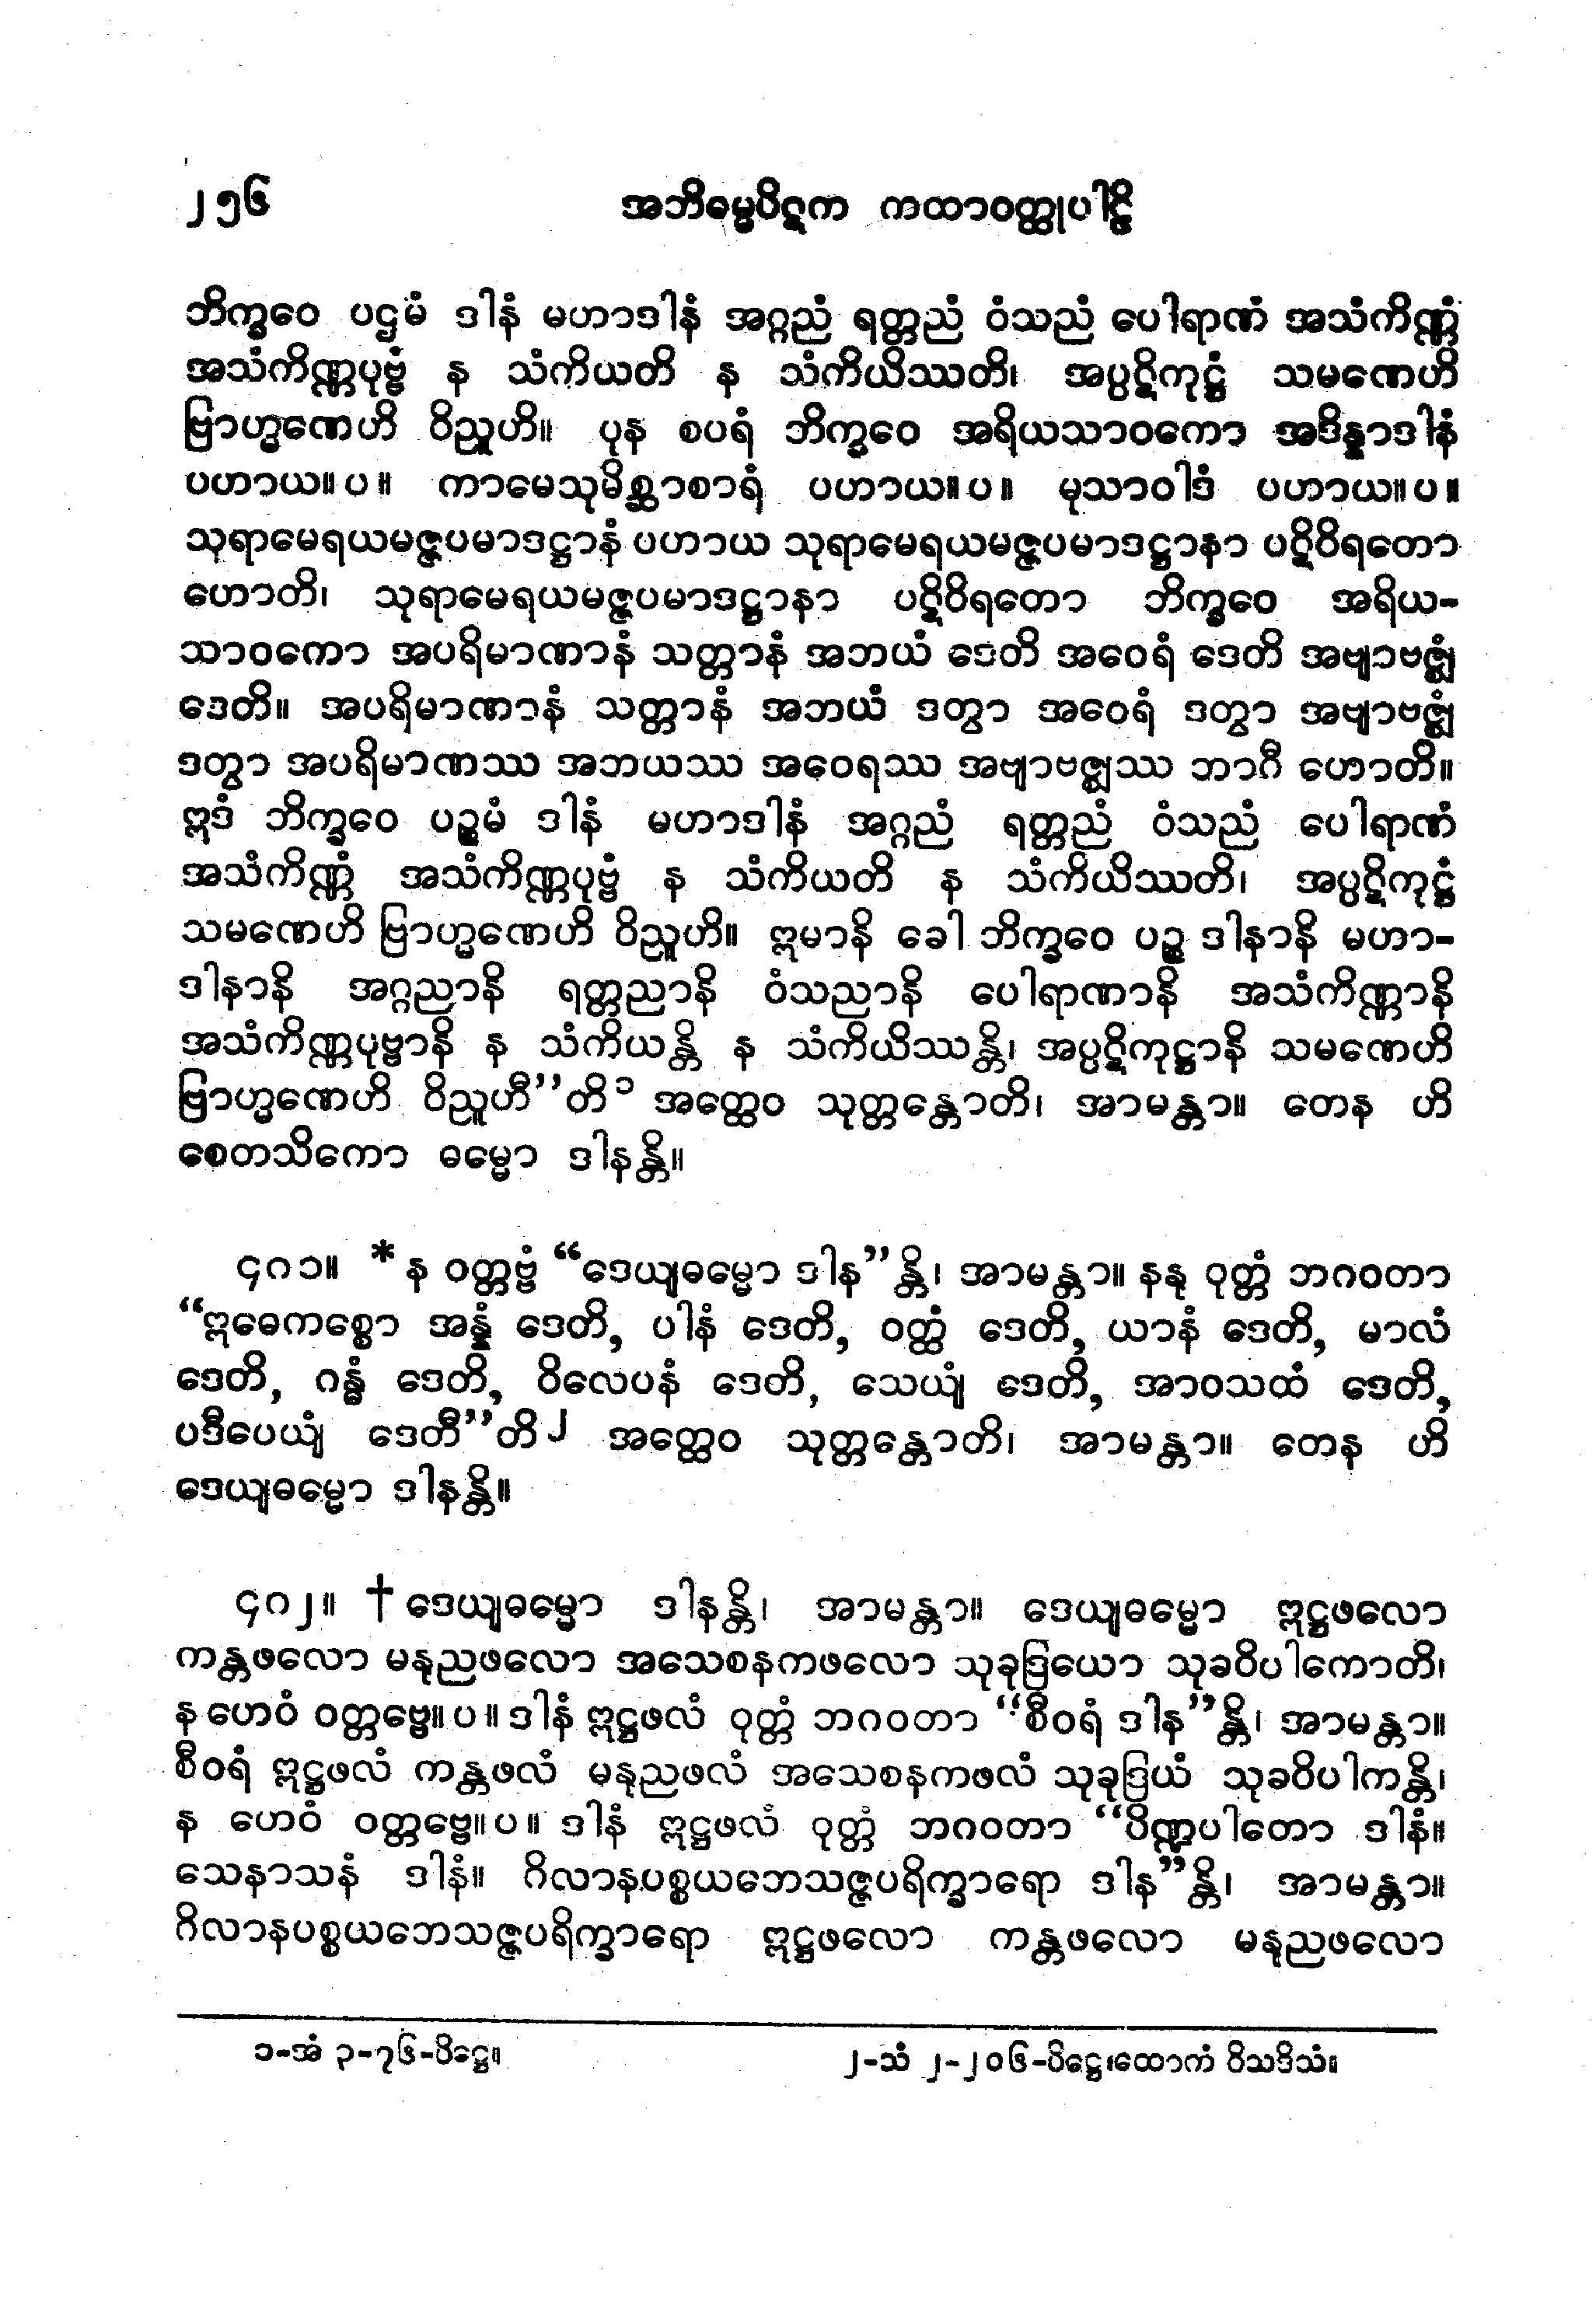 ၂၅၆ အဘိဓမ္မပိဋက ကထာဝတ္ထုပါဠိ
ဘိက္ခဝေ ပဌမံ ဒါနံ မဟာဒါနံ အဂ္ဂညံ ရတ္တညံ ဝံသညံ ပေါရာဏံ အသံကိဏ္ဏံ
အသံကိဏ္ဏပုဗ္ဗံ န သံကိယတိ န သံကိယိဿတိ၊ အပ္ပဋိကုဋ္ဌံ သမဏေဟိ
ဗြာဟ္မဏေဟိ ဝိညူဟိ။ ပုန စပရံ ဘိက္ခဝေ အရိယသာဝကော အဒိန္နာဒါနံ
ပဟာယ။ပ။ ကာမေသုမိစ္ဆာစာရံ ပဟာယ။ပ။ မုသာဝါဒံ ပဟာယ။ပ။
သုရာမေရယမဇ္ဇပမာဒဋ္ဌာနံ ပဟာယ သုရာမေရယမဇ္ဇပမာဒဋ္ဌာနာ ပဋိဝိရတော
ဟောတိ၊ သုရာမေရယမဇ္ဇပမာဒဋ္ဌာနာ ပဋိဝိရတော ဘိက္ခဝေ အရိယ-
သာဝကော အပရိမာဏာနံ သတ္တာနံ အဘယံ ဒေတိ အဝေရံ ဒေတိ အဗျာဗဇ္ဈံ
ဒေတိ။ အပရိမာဏာနံ သတ္တာနံ အဘယံ ဒတွာ အဝေရံ ဒတွာ အဗျာဗဇ္ဈံ
ဒတွာ အပရိမာဏဿ အဘယဿ အဝေရဿ အဗျာဗဇ္ဈဿ ဘာဂီ ဟောတိ။
ဣဒံ ဘိက္ခဝေ ပဉ္စမံ ဒါနံ မဟာဒါနံ အဂ္ဂညံ ရတ္တညံ ဝံသညံ ပေါရာဏံ
အသံကိဏ္ဏံ အသံကိဏ္ဏပုဗ္ဗံ န သံကိယတိ န သံကိယိဿတိ၊ အပ္ပဋိကုဋ္ဌံ
သမဏေဟိ ဗြာဟ္မဏေဟိ ဝိညူဟိ။ ဣမာနိ ခေါ ဘိက္ခဝေ ပဉ္စ ဒါနာနိ မဟာ-
ဒါနာနိ အဂ္ဂညာနိ ရတ္တညာနိ ဝံသညာနိ ပေါရာဏာနိ အသံကိဏ္ဏာနိ
အသံကိဏ္ဏပုဗ္ဗာနိ န သံကိယန္တိ န သံကိယိဿန္တိ၊ အပ္ပဋိကုဋ္ဌာနိ သမဏေဟိ
ဗြာဟ္မဏေဟိ ဝိညူဟီ”တိ၁ အတ္ထေဝ သုတ္တန္တောတိ၊ အာမန္တာ။ တေန ဟိ
စေတသိကော ဓမ္မော ဒါနန္တိ။
၄၈၁။ *န ဝတ္တဗ္ဗံ “ဒေယျဓမ္မော ဒါန”န္တိ၊ အာမန္တာ။ နနု ဝုတ္တံ ဘဂဝတာ
“ဣဓေကစ္စော အန္နံ ဒေတိ, ပါနံ ဒေတိ, ဝတ္ထံ ဒေတိ, ယာနံ ဒေတိ, မာလံ
ဒေတိ, ဂန္ဓံ ဒေတိ, ဝိလေပနံ ဒေတိ, သေယျံ ဒေတိ, အာဝသထံ ဒေတိ,
ပဒီပေယျံ ဒေတီ”တိ၂ အတ္ထေဝ သုတ္တန္တောတိ၊ အာမန္တာ။ တေန ဟိ
ဒေယျဓမ္မော ဒါနန္တိ။
၄၈၂။ †ဒေယျဓမ္မော ဒါနန္တိ၊ အာမန္တာ။ ဒေယျဓမ္မော ဣဋ္ဌဖလော
ကန္တဖလော မနုညဖလော အသေစနကဖလော သုခုဒြယော သုခဝိပါကောတိ၊
န ဟေဝံ ဝတ္တဗ္ဗေ။ပ။ ဒါနံ ဣဋ္ဌဖလံ ဝုတ္တံ ဘဂဝတာ “စီဝရံ ဒါန”န္တိ၊ အာမန္တာ။
စီဝရံ ဣဋ္ဌဖလံ ကန္တဖလံ မနုညဖလံ အသေစနကဖလံ သုခုဒြယံ သုခဝိပါကန္တိ၊
န ဟေဝံ ဝတ္တဗ္ဗေ။ပ။ ဒါနံ ဣဋ္ဌဖလံ ဝုတ္တံ ဘဂဝတာ “ပိဏ္ဍပါတော ဒါနံ။
သေနာသနံ ဒါနံ။ ဂိလာနပစ္စယဘေသဇ္ဇပရိက္ခာရော ဒါန”န္တိ၊ အာမန္တာ။
ဂိလာနပစ္စယဘေသဇ္ဇပရိက္ခာရော ဣဋ္ဌဖလော ကန္တဖလော မနုညဖလော
၁-အံ ၃-၇၆-ပိဋ္ဌေ။ ၂-သံ ၂-၂၀၆-ပိဋ္ဌေ၊ထောကံ ဝိသဒိသံ။